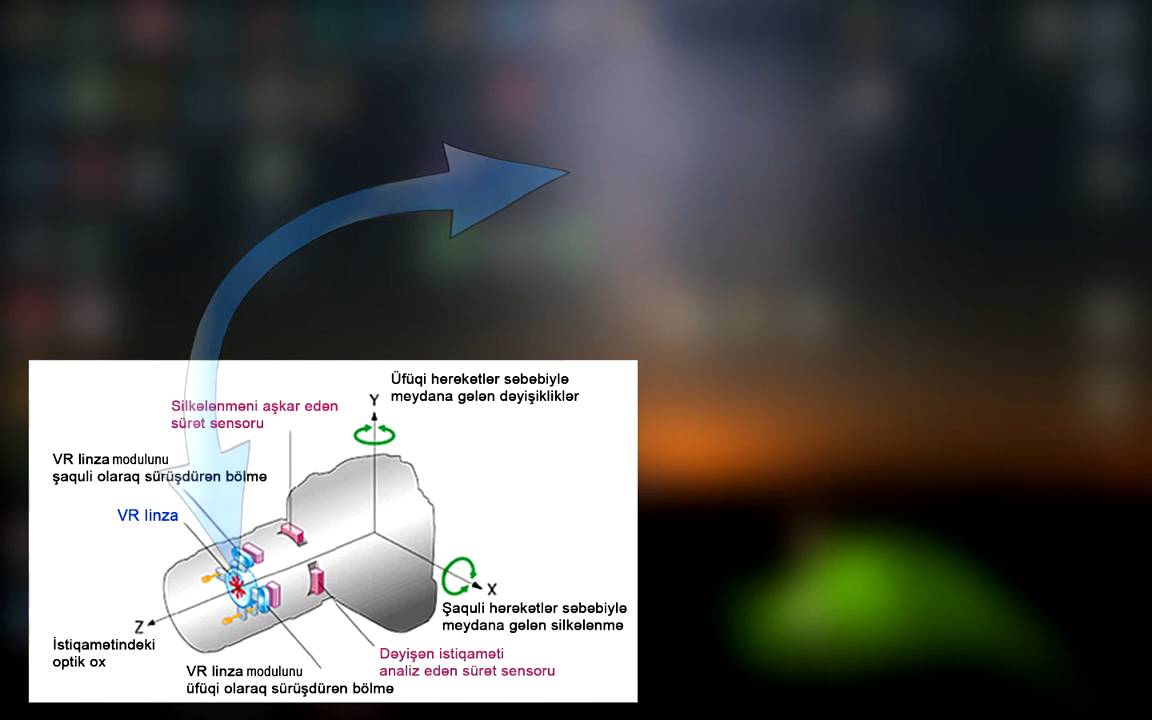 Üfüqi hərəkətlər səbəbiylə
meydana gələn dəyişikliklər
Y
Silkələnməni aşkar edən
sürət sensoru
VR linza modulunu
şaquli olaraq sürüşdürən bölmə
VR linza
X
Şaquli hərəkətlər səbəbiylə
meydana gələn silkələnmə
Z
İstiqamətindəki
optik ox
Dəyişən istiqaməti
analiz edən sürət sensoru
VR linza modulunu
üfüqi olaraq sürüşdürən bölmə